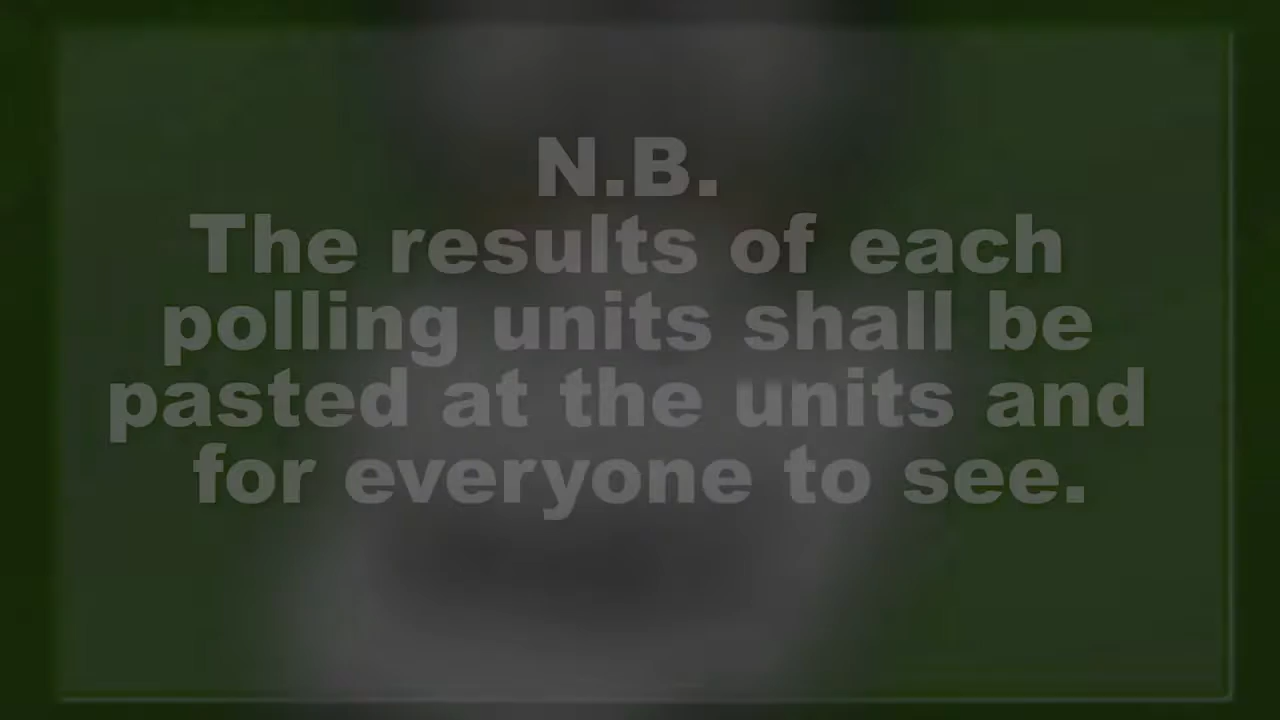 N.B.
The results of each
polling units shall be
pasted at the units and
for everyone to see.